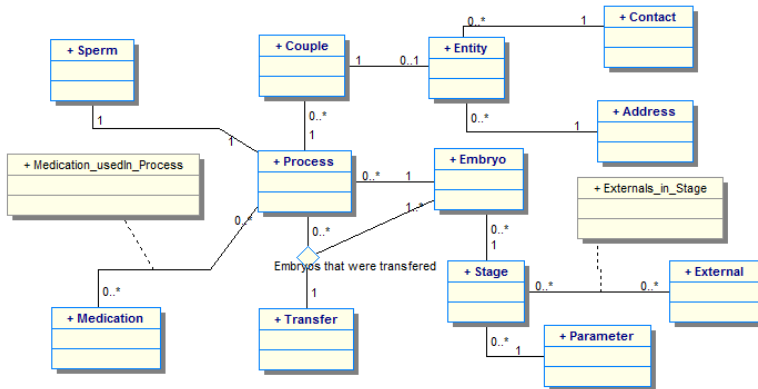 + Contact
0..*
1
+ Couple
+ Entity
+ Sperm
1
0..1
0..*
1
+ Address
0..*
1
1
1
+ Process
+ Embryo
+ Medication_usedIn_Process
0..*
1
+ Externals_in_Stage
1..*
0..*
0..*
0..*
1
Embryos that were transfered
+ Stage
+ External
0..*
0..*
0..*
1
+ Medication
+ Transfer
+ Parameter
0..*
1